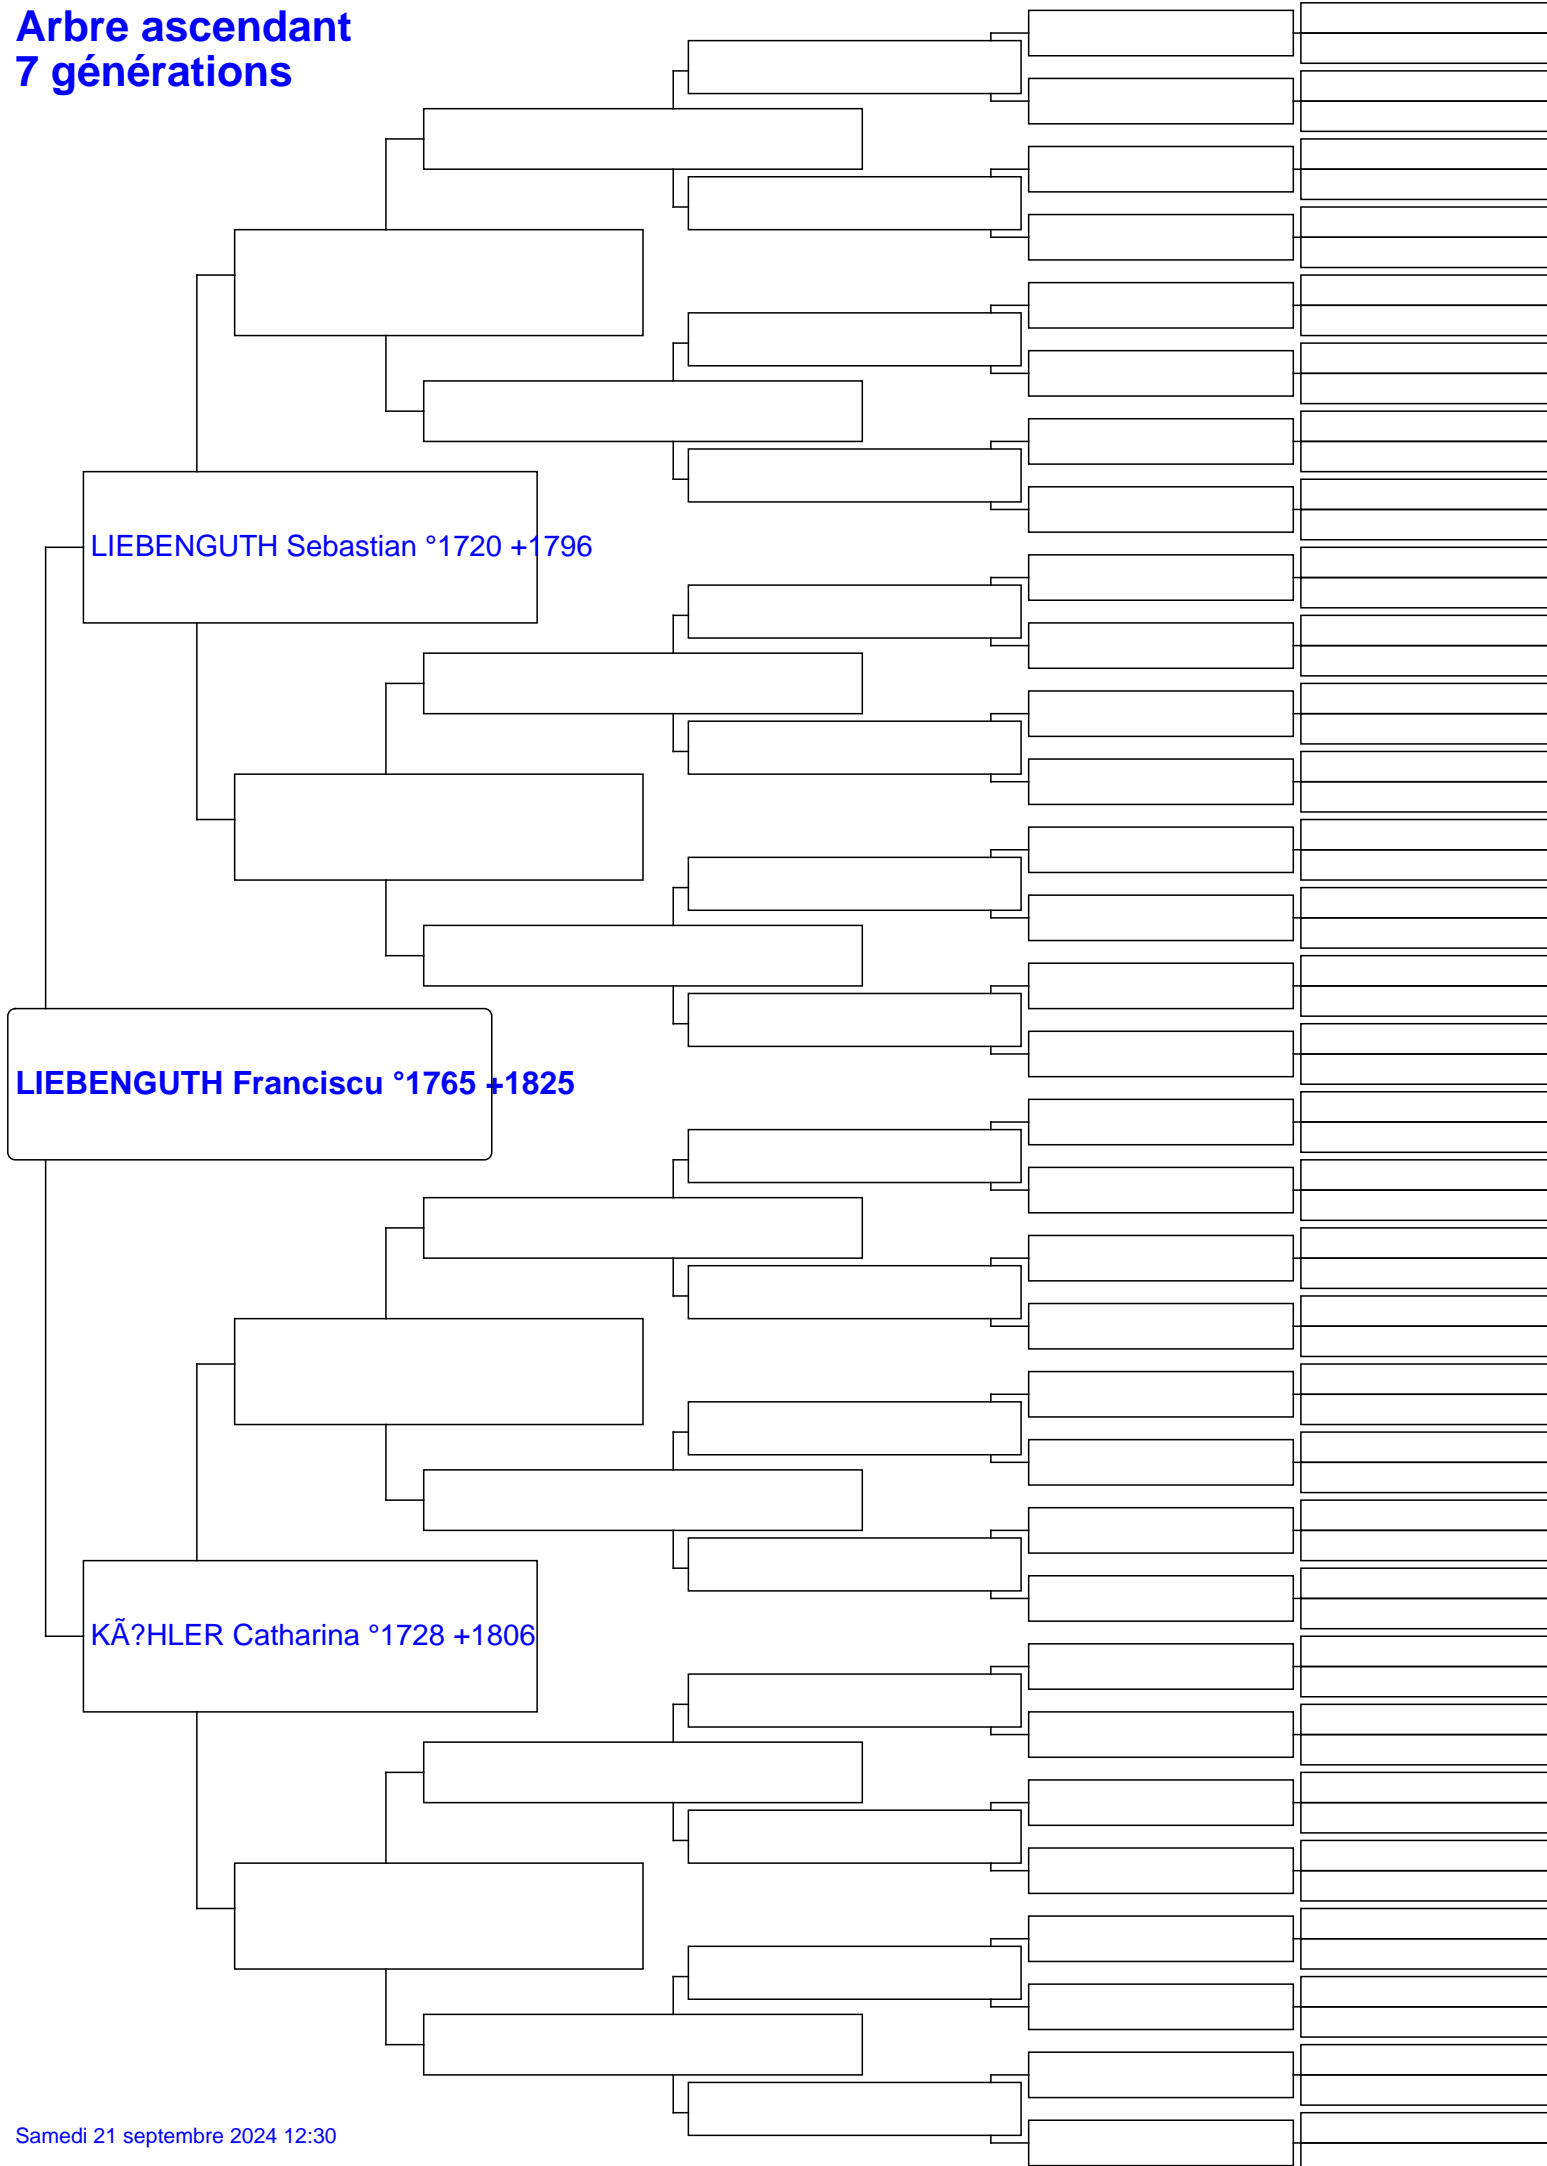 Arbre ascendant
7 générations
LIEBENGUTH Sebastian °1720 +1796
LIEBENGUTH Franciscu °1765 +1825
KÃ?HLER Catharina °1728 +1806
Samedi 21 septembre 2024 12:30